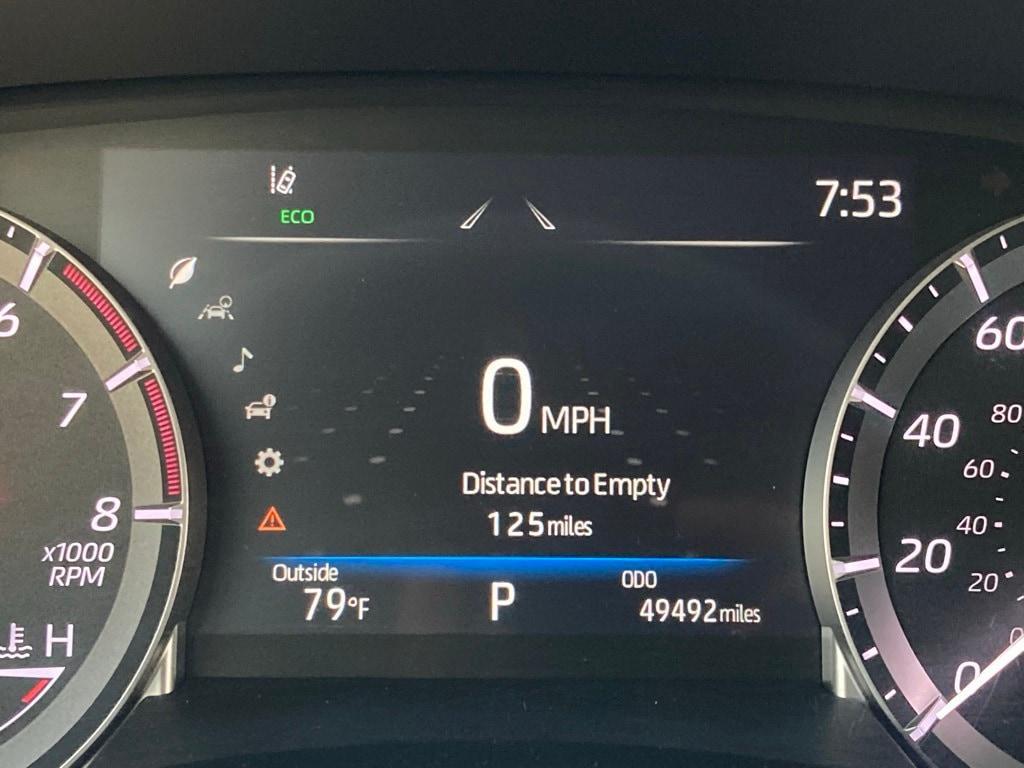 7:53
ECO
6
7
8
x1000
RPM
H
0 MPH
Distance to Empty
125 miles
Outside
79°F
P
ODO
49492 miles
60
40
20
0
80
60
40
20
0